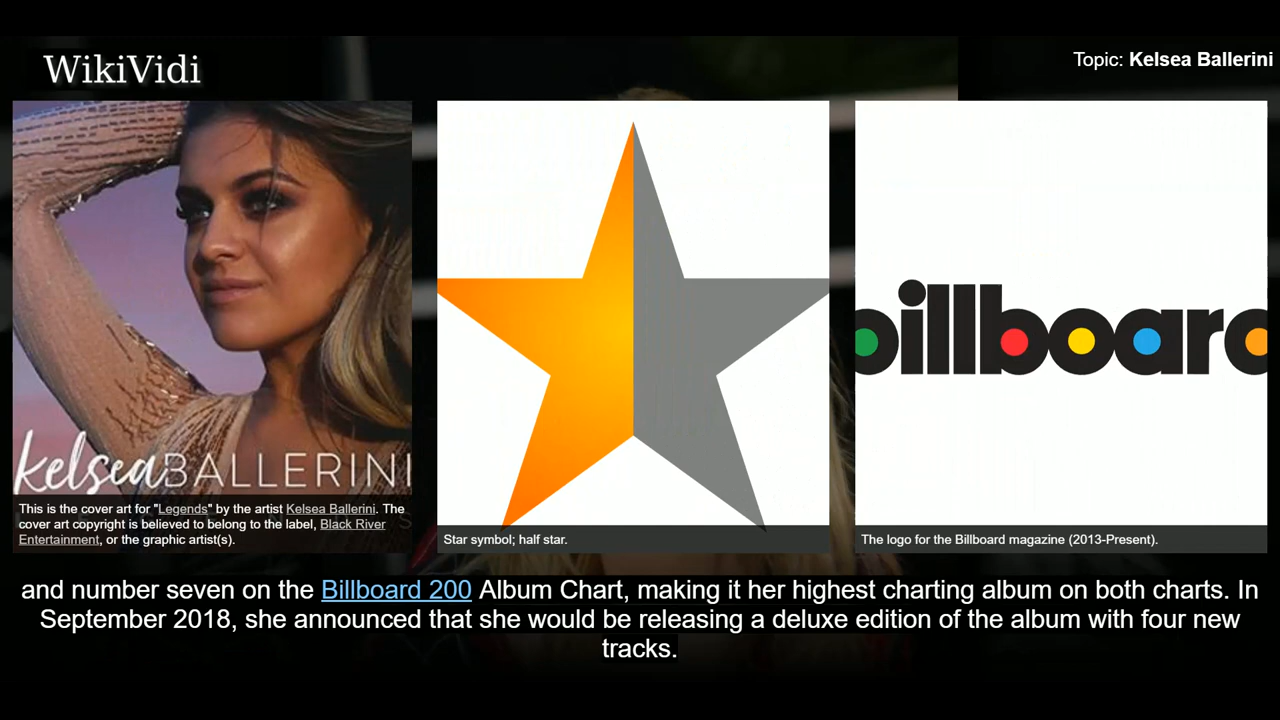 WikiVidi
Topic: Kelsea Ballerini
kelsea BALLERINI
This is the cover art for "Legends" by the artist Kelsea Ballerini. The
cover art copyright is believed to belong to the label, Black River
Entertainment, or the graphic artist(s).
Star symbol; half star.
billboard
The logo for the Billboard magazine (2013-Present).
and number seven on the Billboard 200 Album Chart, making it her highest charting album on both charts. In
September 2018, she announced that she would be releasing a deluxe edition of the album with four new
tracks.